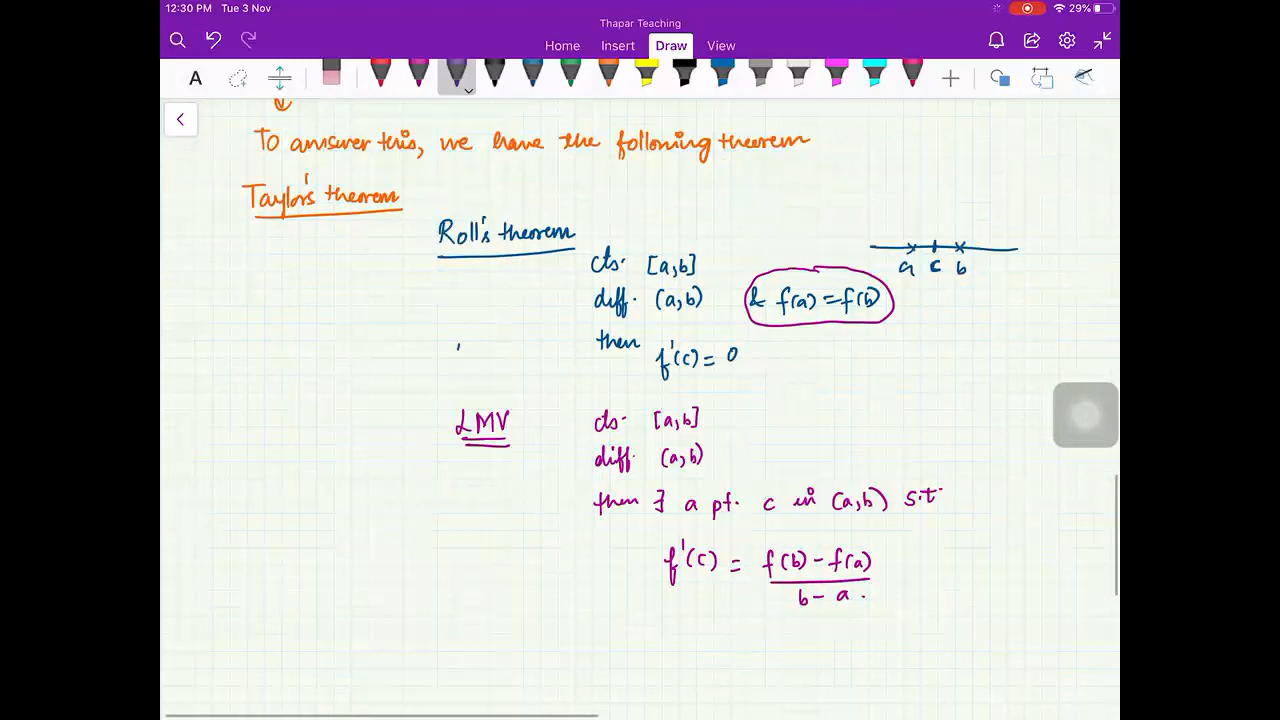 12:30 PM Tue 3 Nov
29%
Thapar Teaching
Home Insert Draw View
A
To answer this, we have the following theorem
Taylor's theorem
Roll's theorem
cts. [a,b]
diff. (a,b) & f(a) = f(b)
a c b
then
f'(c) = 0
LMV cts. [a,b]
diff. (a,b)
then ∃ a pt. c in (a,b) s.t.
f'(c) = f(b) - f(a)
b - a .